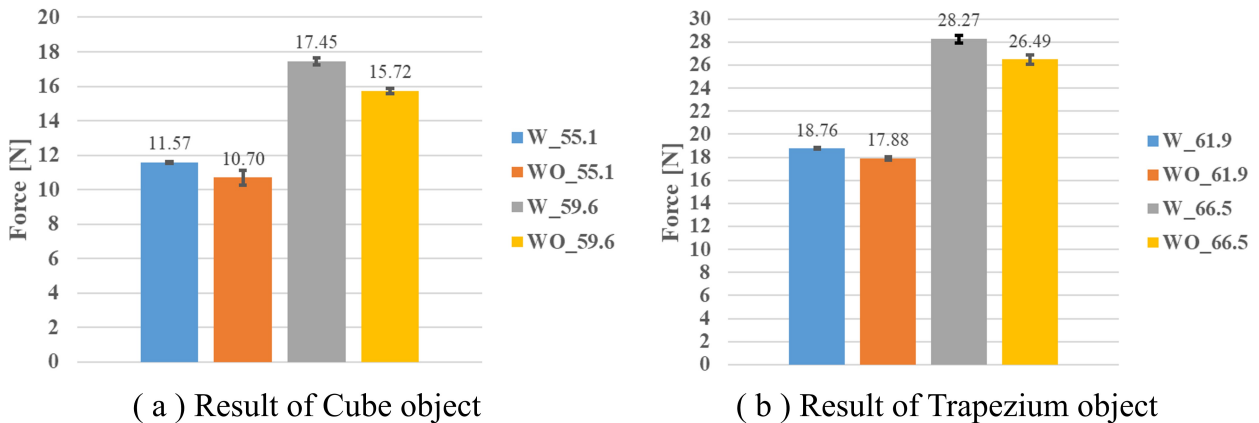 20
18
16
14
12
10
8
6
4
2
0
Force [N]
11.57
10.70
17.45
15.72
W_55.1
WO_55.1
W_59.6
WO_59.6
( a ) Result of Cube object
30
28
26
24
22
20
18
16
14
12
10
8
6
4
2
0
Force [N]
18.76
17.88
28.27
26.49
W_61.9
WO_61.9
W_66.5
WO_66.5
( b ) Result of Trapezium object